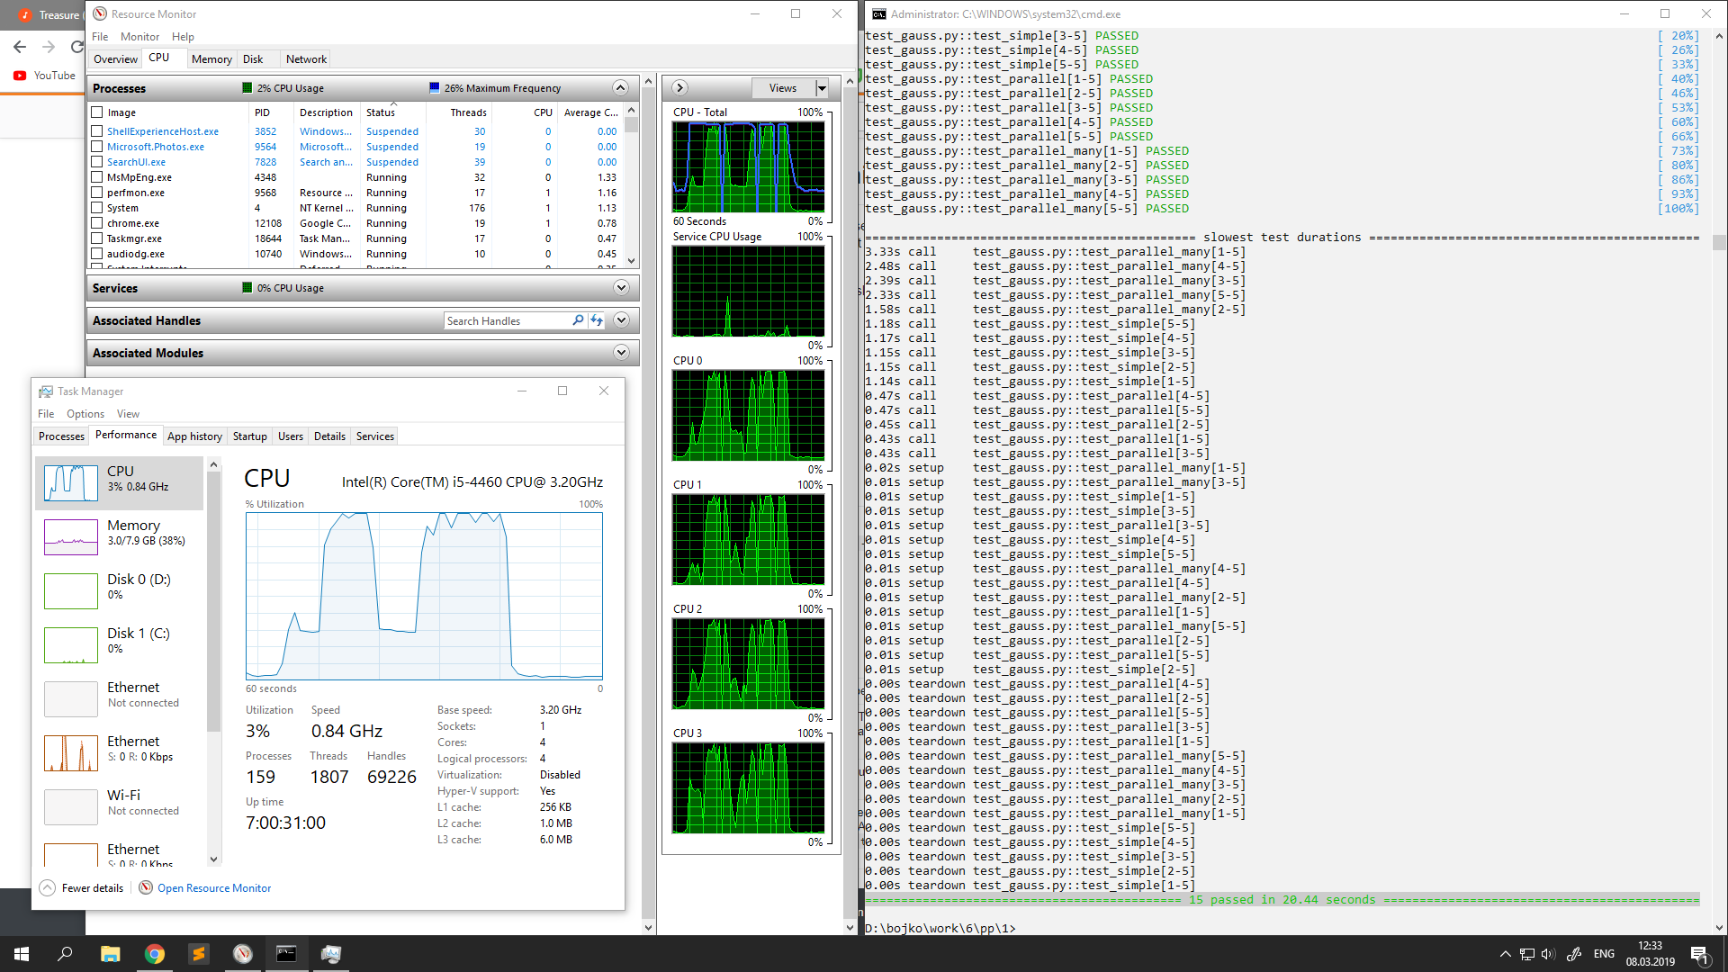 Treasure
YouTube
Resource Monitor
File Monitor Help
Overview CPU Memory Disk Network
Processes 2% CPU Usage 26% Maximum Frequency
Image PID Description Status Threads CPU Average C...
ShellExperienceHost.exe 3852 Windows... Suspended 30 0 0.00
Microsoft.Photos.exe 9564 Microsoft... Suspended 19 0 0.00
SearchUI.exe 7828 Search an... Suspended 39 0 0.00
MsMpEng.exe 4348 Running 32 0 1.33
perfmon.exe 9568 Resource ... Running 17 1 1.16
System 4 NT Kernel ... Running 176 1 1.13
chrome.exe 12108 Google C... Running 19 1 0.78
Taskmgr.exe 18644 Task Man... Running 17 0 0.47
audiodg.exe 10740 Windows... Running 10 0 0.45
Services 0% CPU Usage
Associated Handles Search Handles
Associated Modules
Views
CPU - Total 100%
60 Seconds 0%
Service CPU Usage 100%
0%
CPU 0 100%
0%
CPU 1 100%
0%
CPU 2 100%
0%
CPU 3 100%
0%
Task Manager
File Options View
Processes Performance App history Startup Users Details Services
CPU
3% 0.84 GHz
Memory
3.0/7.9 GB (38%)
Disk 0 (D:)
0%
Disk 1 (C:)
0%
Ethernet
Not connected
Ethernet
S: 0 R: 0 Kbps
Wi-Fi
Not connected
Ethernet
S: 0 R: 0 Kbps
CPU Intel(R) Core(TM) i5-4460 CPU@ 3.20GHz
% Utilization 100%
60 seconds 0
Utilization Speed
3% 0.84 GHz
Processes Threads Handles
159 1807 69226
Up time
7:00:31:00
Base speed: 3.20 GHz
Sockets: 1
Cores: 4
Logical processors: 4
Virtualization: Disabled
Hyper-V support: Yes
L1 cache: 256 KB
L2 cache: 1.0 MB
L3 cache: 6.0 MB
Fewer details Open Resource Monitor
Administrator: C:\WINDOWS\system32\cmd.exe
test_gauss.py::test_simple[3-5] PASSED [ 20%]
test_gauss.py::test_simple[4-5] PASSED [ 26%]
test_gauss.py::test_simple[5-5] PASSED [ 33%]
test_gauss.py::test_parallel[1-5] PASSED [ 40%]
test_gauss.py::test_parallel[2-5] PASSED [ 46%]
test_gauss.py::test_parallel[3-5] PASSED [ 53%]
test_gauss.py::test_parallel[4-5] PASSED [ 60%]
test_gauss.py::test_parallel[5-5] PASSED [ 66%]
test_gauss.py::test_parallel_many[1-5] PASSED [ 73%]
test_gauss.py::test_parallel_many[2-5] PASSED [ 80%]
test_gauss.py::test_parallel_many[3-5] PASSED [ 86%]
test_gauss.py::test_parallel_many[4-5] PASSED [ 93%]
test_gauss.py::test_parallel_many[5-5] PASSED [100%]
slowest test durations
3.33s call test_gauss.py::test_parallel_many[1-5]
2.48s call test_gauss.py::test_parallel_many[4-5]
2.39s call test_gauss.py::test_parallel_many[3-5]
2.33s call test_gauss.py::test_parallel_many[5-5]
1.58s call test_gauss.py::test_parallel_many[2-5]
1.18s call test_gauss.py::test_simple[5-5]
1.17s call test_gauss.py::test_simple[4-5]
1.15s call test_gauss.py::test_simple[3-5]
1.15s call test_gauss.py::test_simple[2-5]
1.14s call test_gauss.py::test_simple[1-5]
0.47s call test_gauss.py::test_parallel[4-5]
0.47s call test_gauss.py::test_parallel[5-5]
0.45s call test_gauss.py::test_parallel[2-5]
0.43s call test_gauss.py::test_parallel[1-5]
0.43s call test_gauss.py::test_parallel[3-5]
0.02s setup test_gauss.py::test_parallel_many[1-5]
0.01s setup test_gauss.py::test_parallel_many[3-5]
0.01s setup test_gauss.py::test_simple[1-5]
0.01s setup test_gauss.py::test_simple[3-5]
0.01s setup test_gauss.py::test_parallel[3-5]
0.01s setup test_gauss.py::test_simple[4-5]
0.01s setup test_gauss.py::test_simple[5-5]
0.01s setup test_gauss.py::test_parallel_many[4-5]
0.01s setup test_gauss.py::test_parallel[4-5]
0.01s setup test_gauss.py::test_parallel_many[2-5]
0.01s setup test_gauss.py::test_parallel[1-5]
0.01s setup test_gauss.py::test_parallel_many[5-5]
0.01s setup test_gauss.py::test_parallel[2-5]
0.01s setup test_gauss.py::test_parallel[5-5]
0.01s setup test_gauss.py::test_simple[2-5]
0.00s teardown test_gauss.py::test_parallel[4-5]
0.00s teardown test_gauss.py::test_parallel[2-5]
0.00s teardown test_gauss.py::test_parallel[5-5]
0.00s teardown test_gauss.py::test_parallel[3-5]
0.00s teardown test_gauss.py::test_parallel[1-5]
0.00s teardown test_gauss.py::test_parallel_many[5-5]
0.00s teardown test_gauss.py::test_parallel_many[4-5]
0.00s teardown test_gauss.py::test_parallel_many[3-5]
0.00s teardown test_gauss.py::test_parallel_many[2-5]
0.00s teardown test_gauss.py::test_parallel_many[1-5]
0.00s teardown test_gauss.py::test_simple[5-5]
0.00s teardown test_gauss.py::test_simple[4-5]
0.00s teardown test_gauss.py::test_simple[3-5]
0.00s teardown test_gauss.py::test_simple[2-5]
0.00s teardown test_gauss.py::test_simple[1-5]
15 passed in 20.44 seconds
D:\bojko\work\6\pp\1>
ENG 12:33
08.03.2019
1